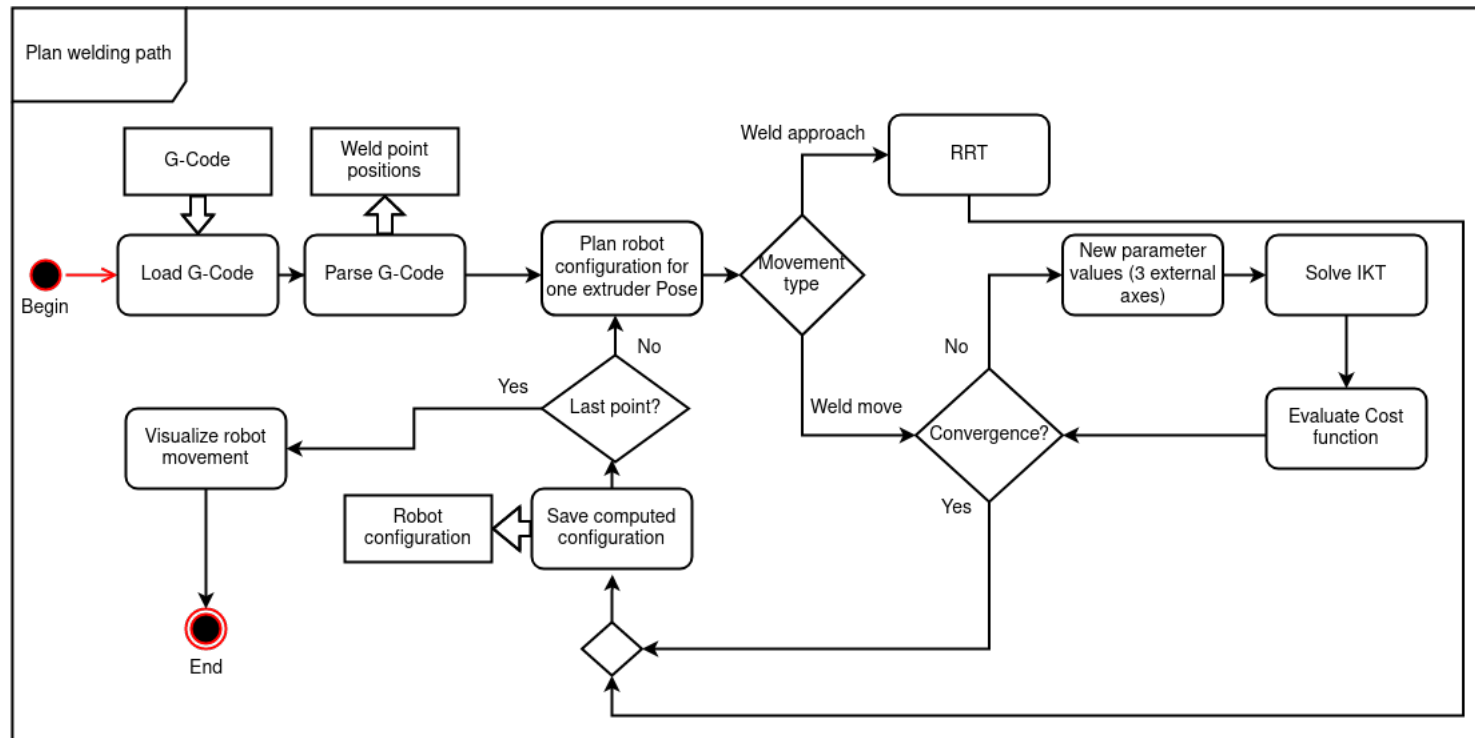 Plan welding path
G-Code
Weld point
positions
Weld approach
RRT
Begin
Load G-Code
Parse G-Code
Plan robot
configuration for
one extruder Pose
Movement
type
New parameter
values (3 external
axes)
Solve IKT
No
No
Yes
Last point?
Weld move
Convergence?
Evaluate Cost
function
Visualize robot
movement
Robot
configuration
Save computed
configuration
Yes
End